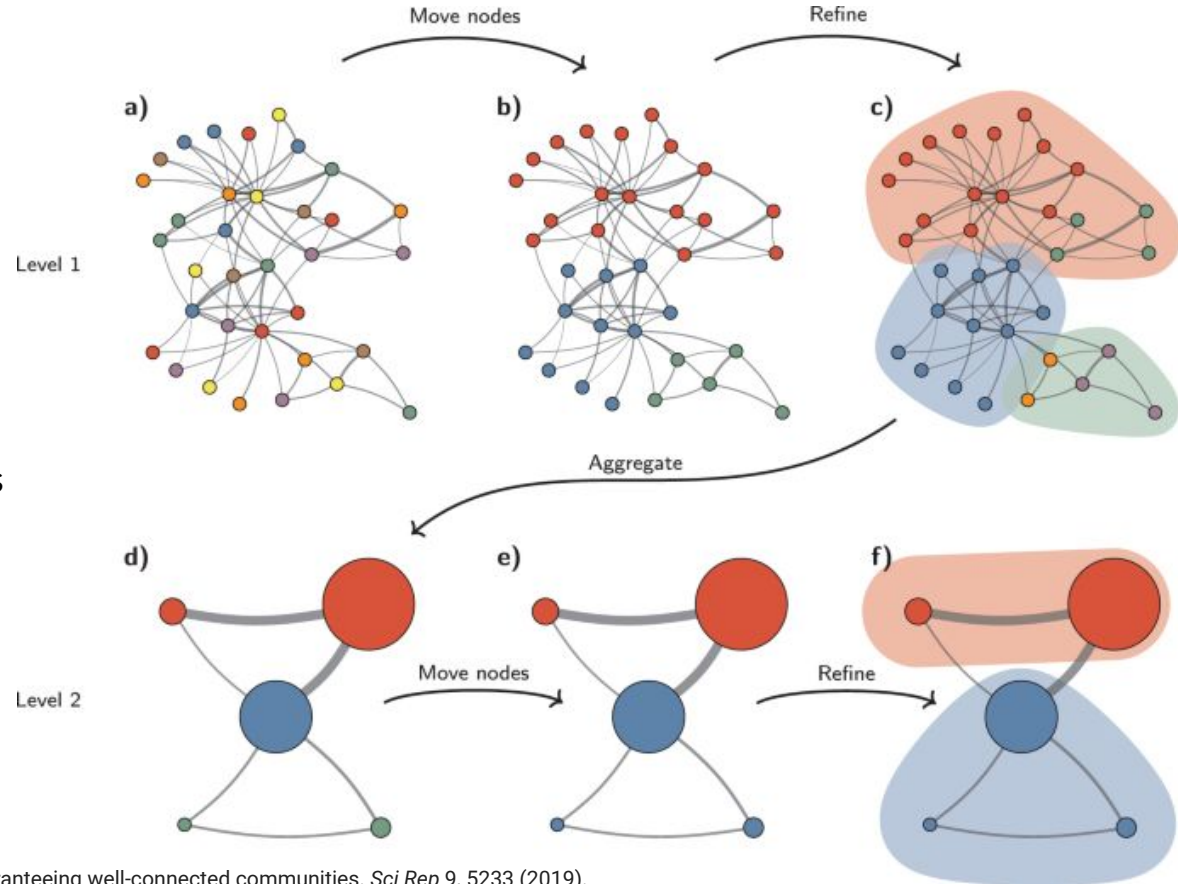 Move nodes
Refine
a)
b)
c)
Level 1
Aggregate
s
d)
e)
f)
Move nodes
Refine
Level 2
ranteeing well-connected communities. Sci Rep 9, 5233 (2019).